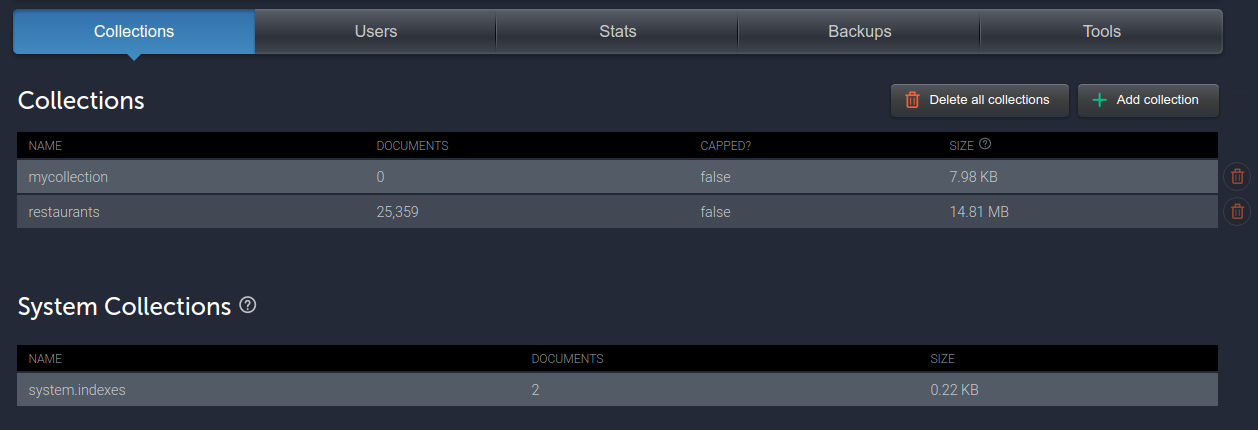 Collections Users Stats Backups Tools
Collections Delete all collections Add collection
NAME DOCUMENTS CAPPED? SIZE ?
mycollection 0 false 7.98 KB
restaurants 25,359 false 14.81 MB
System Collections ?
NAME DOCUMENTS SIZE
system.indexes 2 0.22 KB